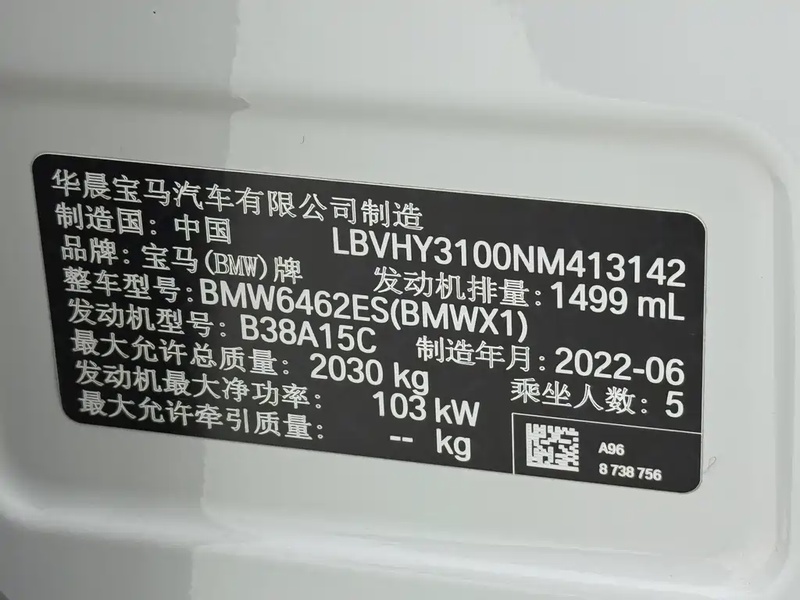 华晨宝马汽车有限公司制造
制造国: 中国 LBVHY3100NM413142
品牌: 宝马(BMW)牌 发动机排量: 1499 mL
整车型号: BMW6462ES(BMWX1)
发动机型号: B38A15C 制造年月: 2022-06
最大允许总质量: 2030 kg 乘坐人数: 5
发动机最大净功率: 103 kW
最大允许牵引质量: -- kg
A96
8 738 756